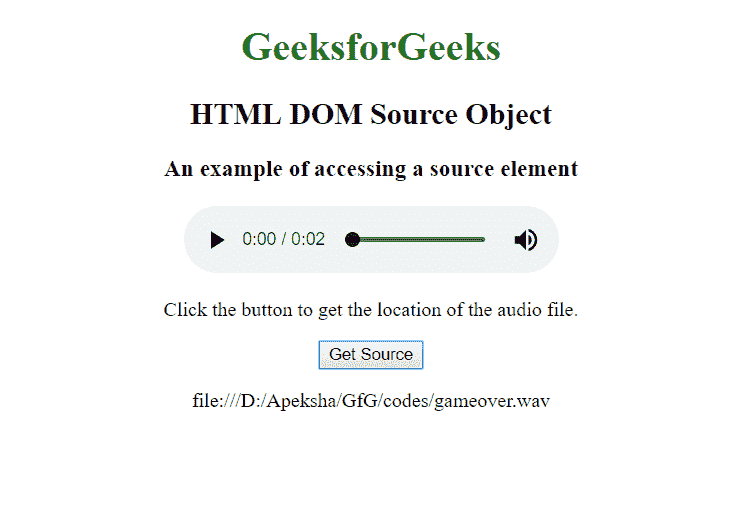 GeeksforGeeks
HTML DOM Source Object
An example of accessing a source element
0:00 / 0:02
Click the button to get the location of the audio file.
Get Source
file:///D:/Apeksha/GfG/codes/gameover.wav